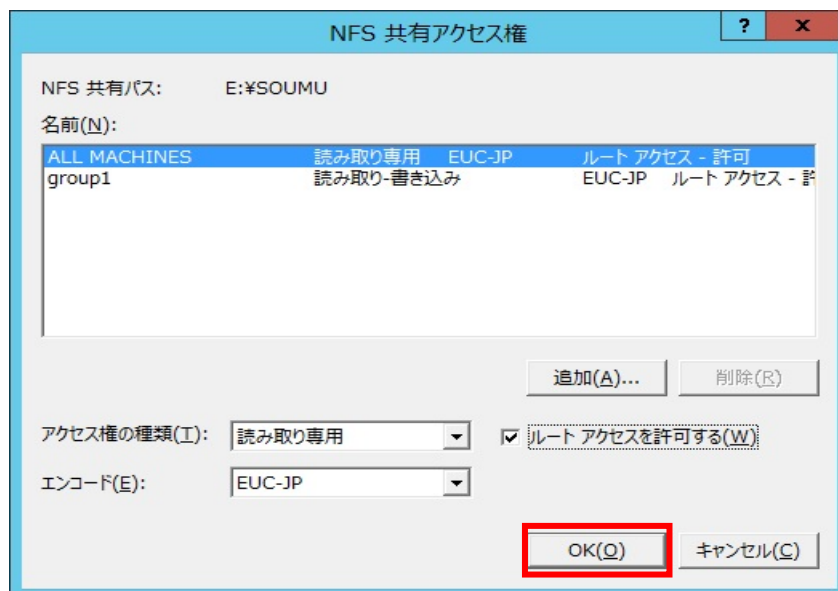 NFS 共有アクセス権
? x
NFS 共有パス: E:¥SOUMU
名前(N):
ALL MACHINES 読み取り専用 EUC-JP ルート アクセス - 許可
group1 読み取り-書き込み EUC-JP ルート アクセス - 許
追加(A)... 削除(R)
アクセス権の種類(T): 読み取り専用 ルート アクセスを許可する(W)
エンコード(E): EUC-JP
OK(O) キャンセル(C)